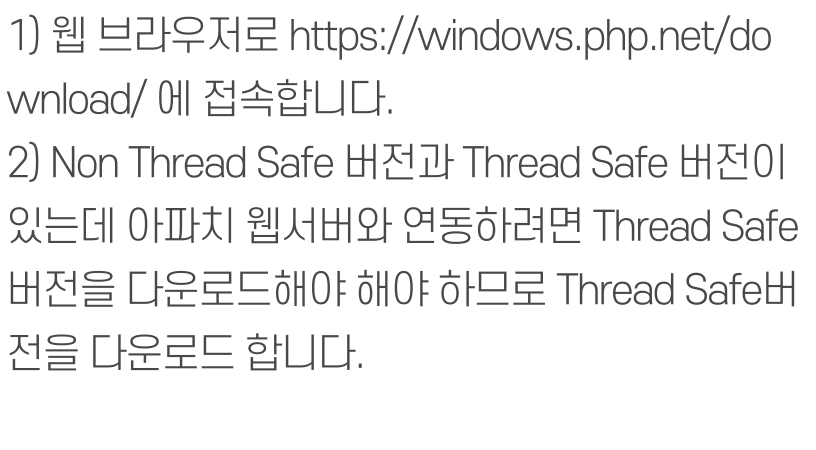 1) 웹 브라우저로 https://windows.php.net/do
wnload/ 에 접속합니다.
2) Non Thread Safe 버전과 Thread Safe 버전이
있는데 아파치 웹서버와 연동하려면 Thread Safe
버전을 다운로드해야 해야 하므로 Thread Safe버
전을 다운로드 합니다.